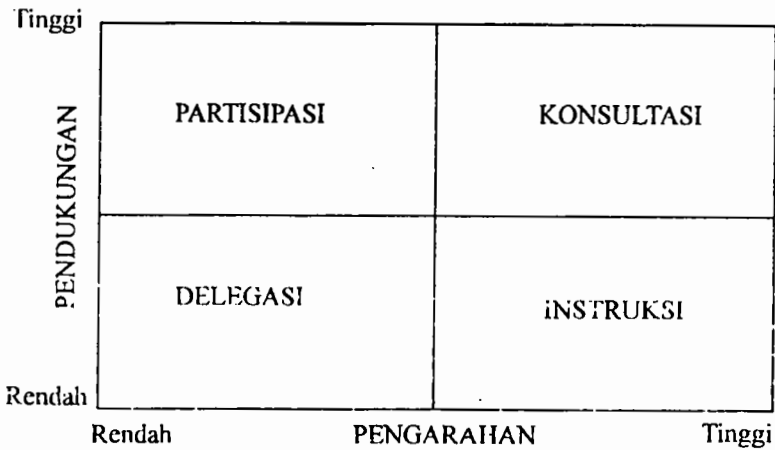 Tinggi
PENDUKUNGAN
PARTISIPASI KONSULTASI
DELEGASI INSTRUKSI
Rendah
Rendah PENGARAHAN Tinggi